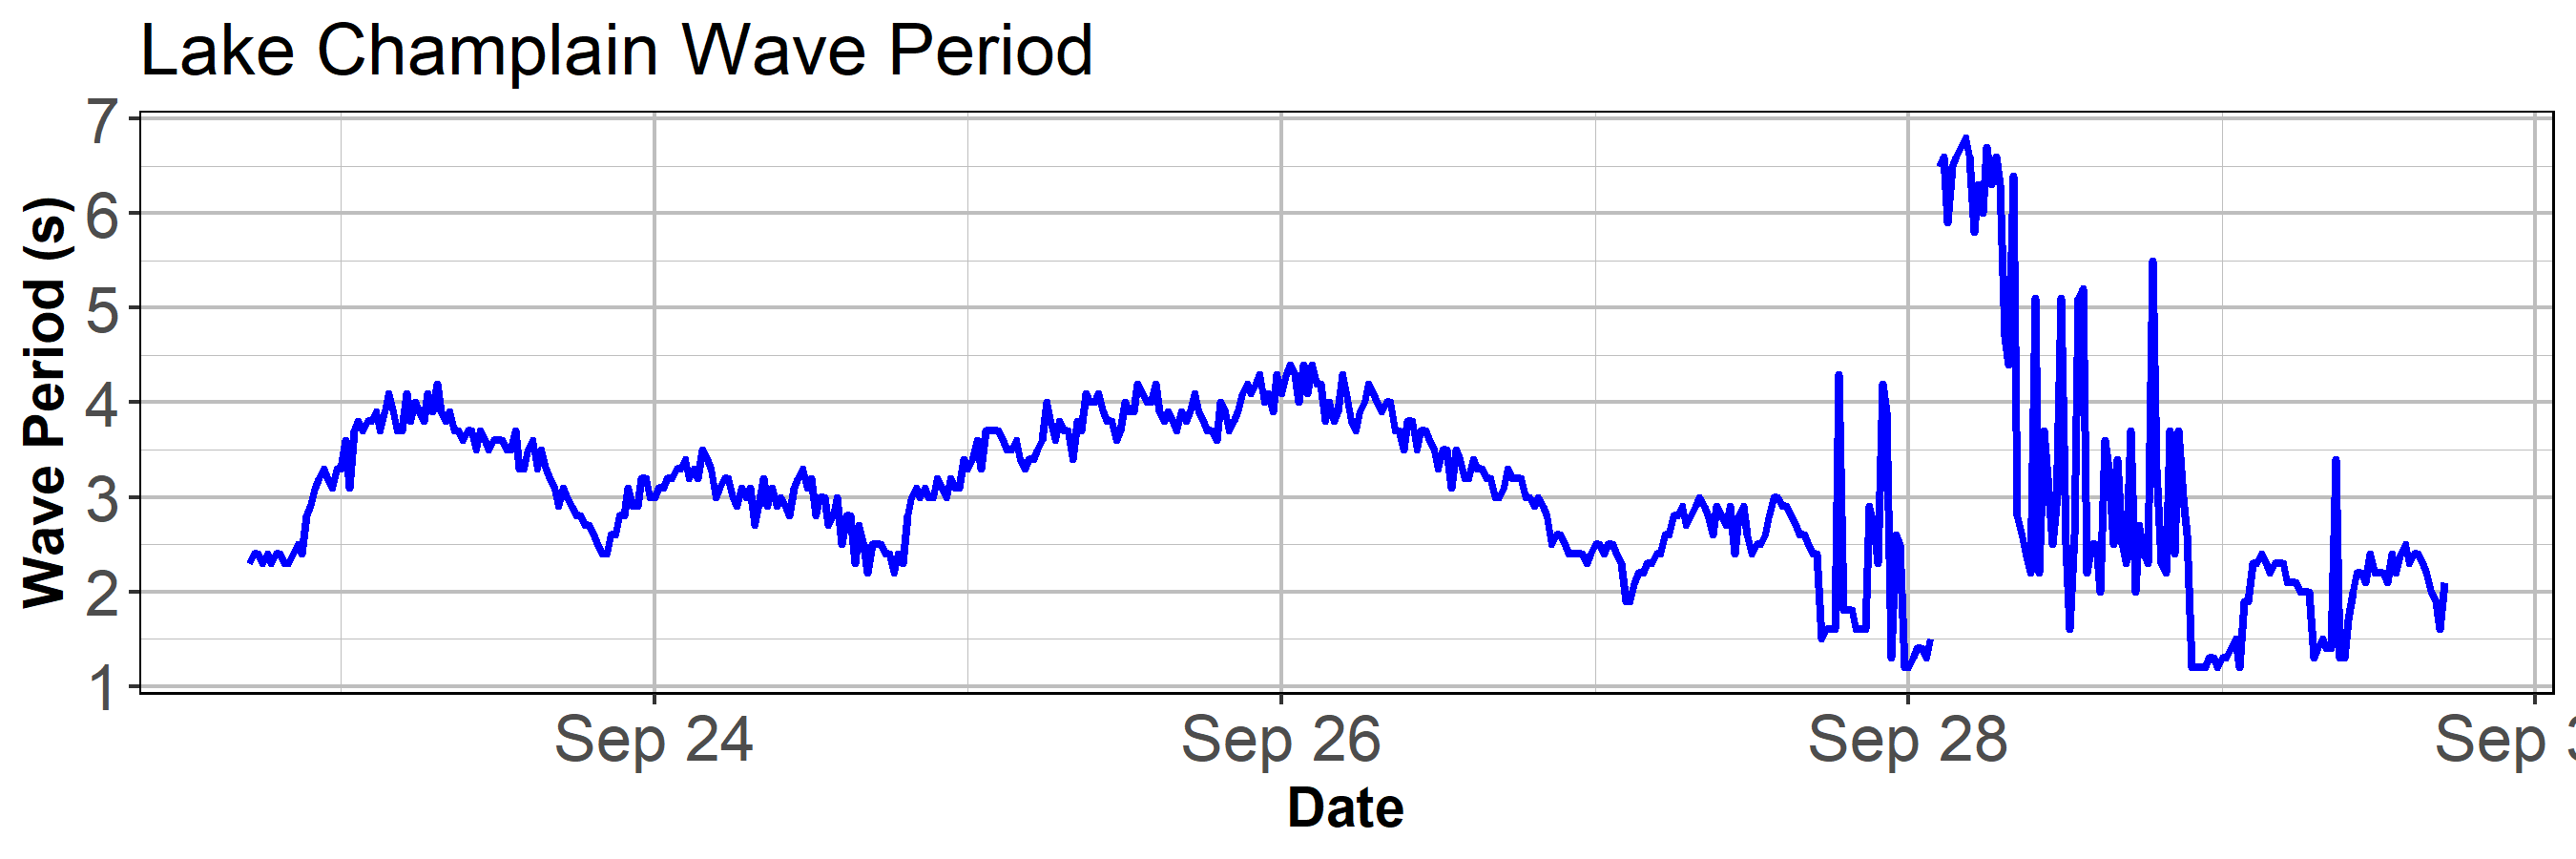 Lake Champlain Wave Period
Wave Period (s)
7
6
5
4
3
2
1
Sep 24
Sep 26
Sep 28
Sep
Date